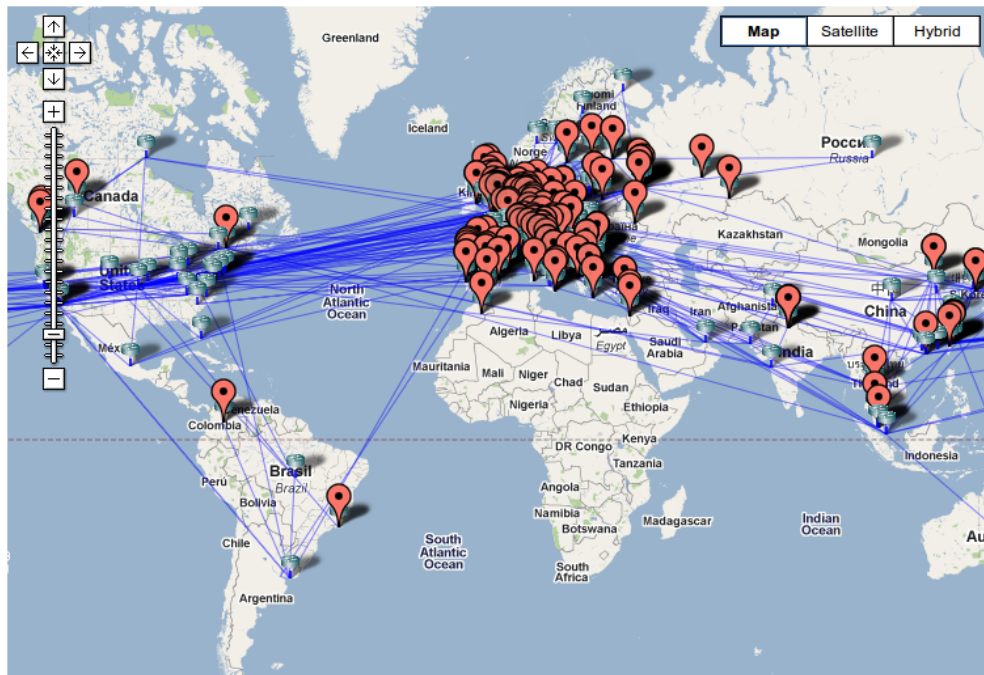 Map
Satellite
Hybrid
Greenland
Iceland
Suomi
Finland
Norge
Росси
Russia
Canada
Kazakhstan
Mongolia
United
States
North
Atlantic
Ocean
Iraq
Iran
Afghanistan
Pakistan
China
India
Algeria
Libya
Egypt
Saudi
Arabia
Méx
Mauritania
Mali
Niger
Chad
Sudan
Nigeria
Ethiopia
Venezuela
Colombia
DR Congo
Kenya
Tanzania
Indonesia
Brasil
Brazil
Perú
Bolivia
Angola
Namibia
Botswana
Madagascar
Indian
Ocean
Chile
South
Atlantic
Ocean
South
Africa
Au
Argentina